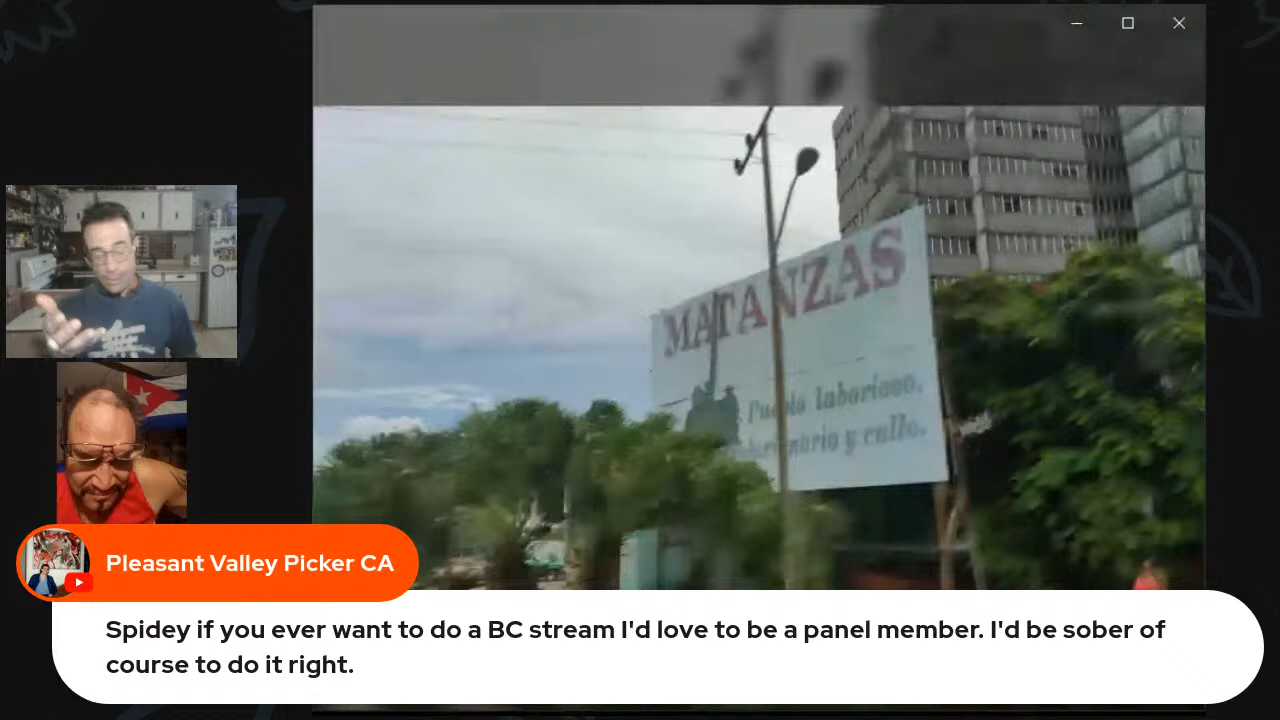 MATANZAS
laborioso,
y culto.
無
Pleasant Valley Picker CA
Spidey if you ever want to do a BC stream I'd love to be a panel member. I'd be sober of
course to do it right.